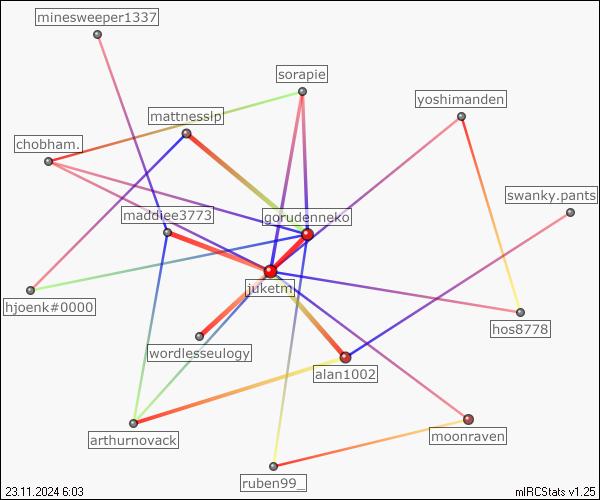 minesweeper1337
sorapie
yoshimanden
mattnesslp
chobham.
swanky.pants
maddiee3773
gorudenneko
juketm
hjoenk#0000
hos8778
wordlesseulogy
alan1002
moonraven
arthurnovack
ruben99_
23.11.2024 6:03
mIRCStats v1.25